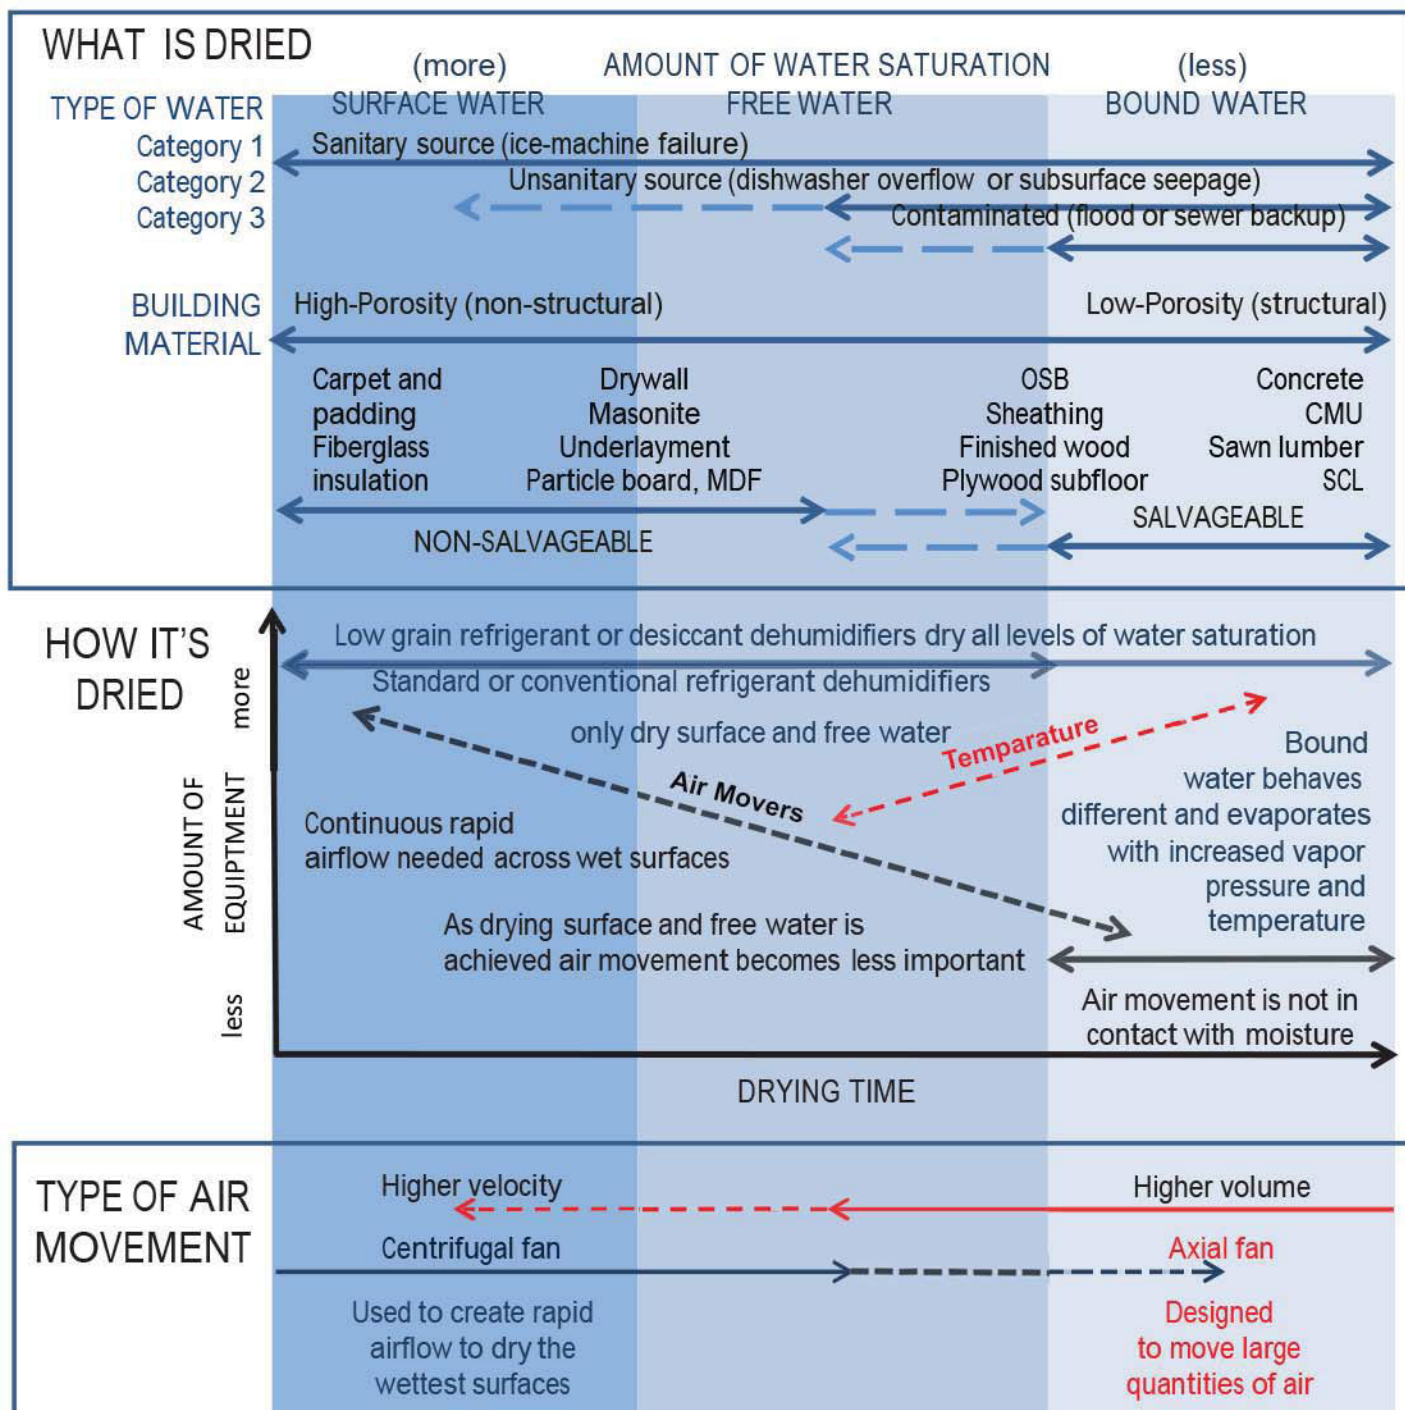 WHAT IS DRIED
(more) AMOUNT OF WATER SATURATION (less)
TYPE OF WATER SURFACE WATER FREE WATER BOUND WATER
Category 1 Sanitary source (ice-machine failure)
Category 2 Unsanitary source (dishwasher overflow or subsurface seepage)
Category 3 Contaminated (flood or sewer backup)
BUILDING MATERIAL
High-Porosity (non-structural) Low-Porosity (structural)
Carpet and
padding
Fiberglass
insulation
Drywall
Masonite
Underlayment
Particle board, MDF
OSB
Sheathing
Finished wood
Plywood subfloor
Concrete
CMU
Sawn lumber
SCL
NON-SALVAGEABLE
SALVAGEABLE
HOW IT'S
DRIED
more
AMOUNT OF
EQUIPTMENT
less
Low grain refrigerant or desiccant dehumidifiers dry all levels of water saturation
Standard or conventional refrigerant dehumidifiers
only dry surface and free water
Temparature
Air Movers
Continuous rapid
airflow needed across wet surfaces
As drying surface and free water is
achieved air movement becomes less important
Bound
water behaves
different and evaporates
with increased vapor
pressure and
temperature
Air movement is not in
contact with moisture
DRYING TIME
TYPE OF AIR
MOVEMENT
Higher velocity
Higher volume
Centrifugal fan
Axial fan
Used to create rapid
airflow to dry the
wettest surfaces
Designed
to move large
quantities of air